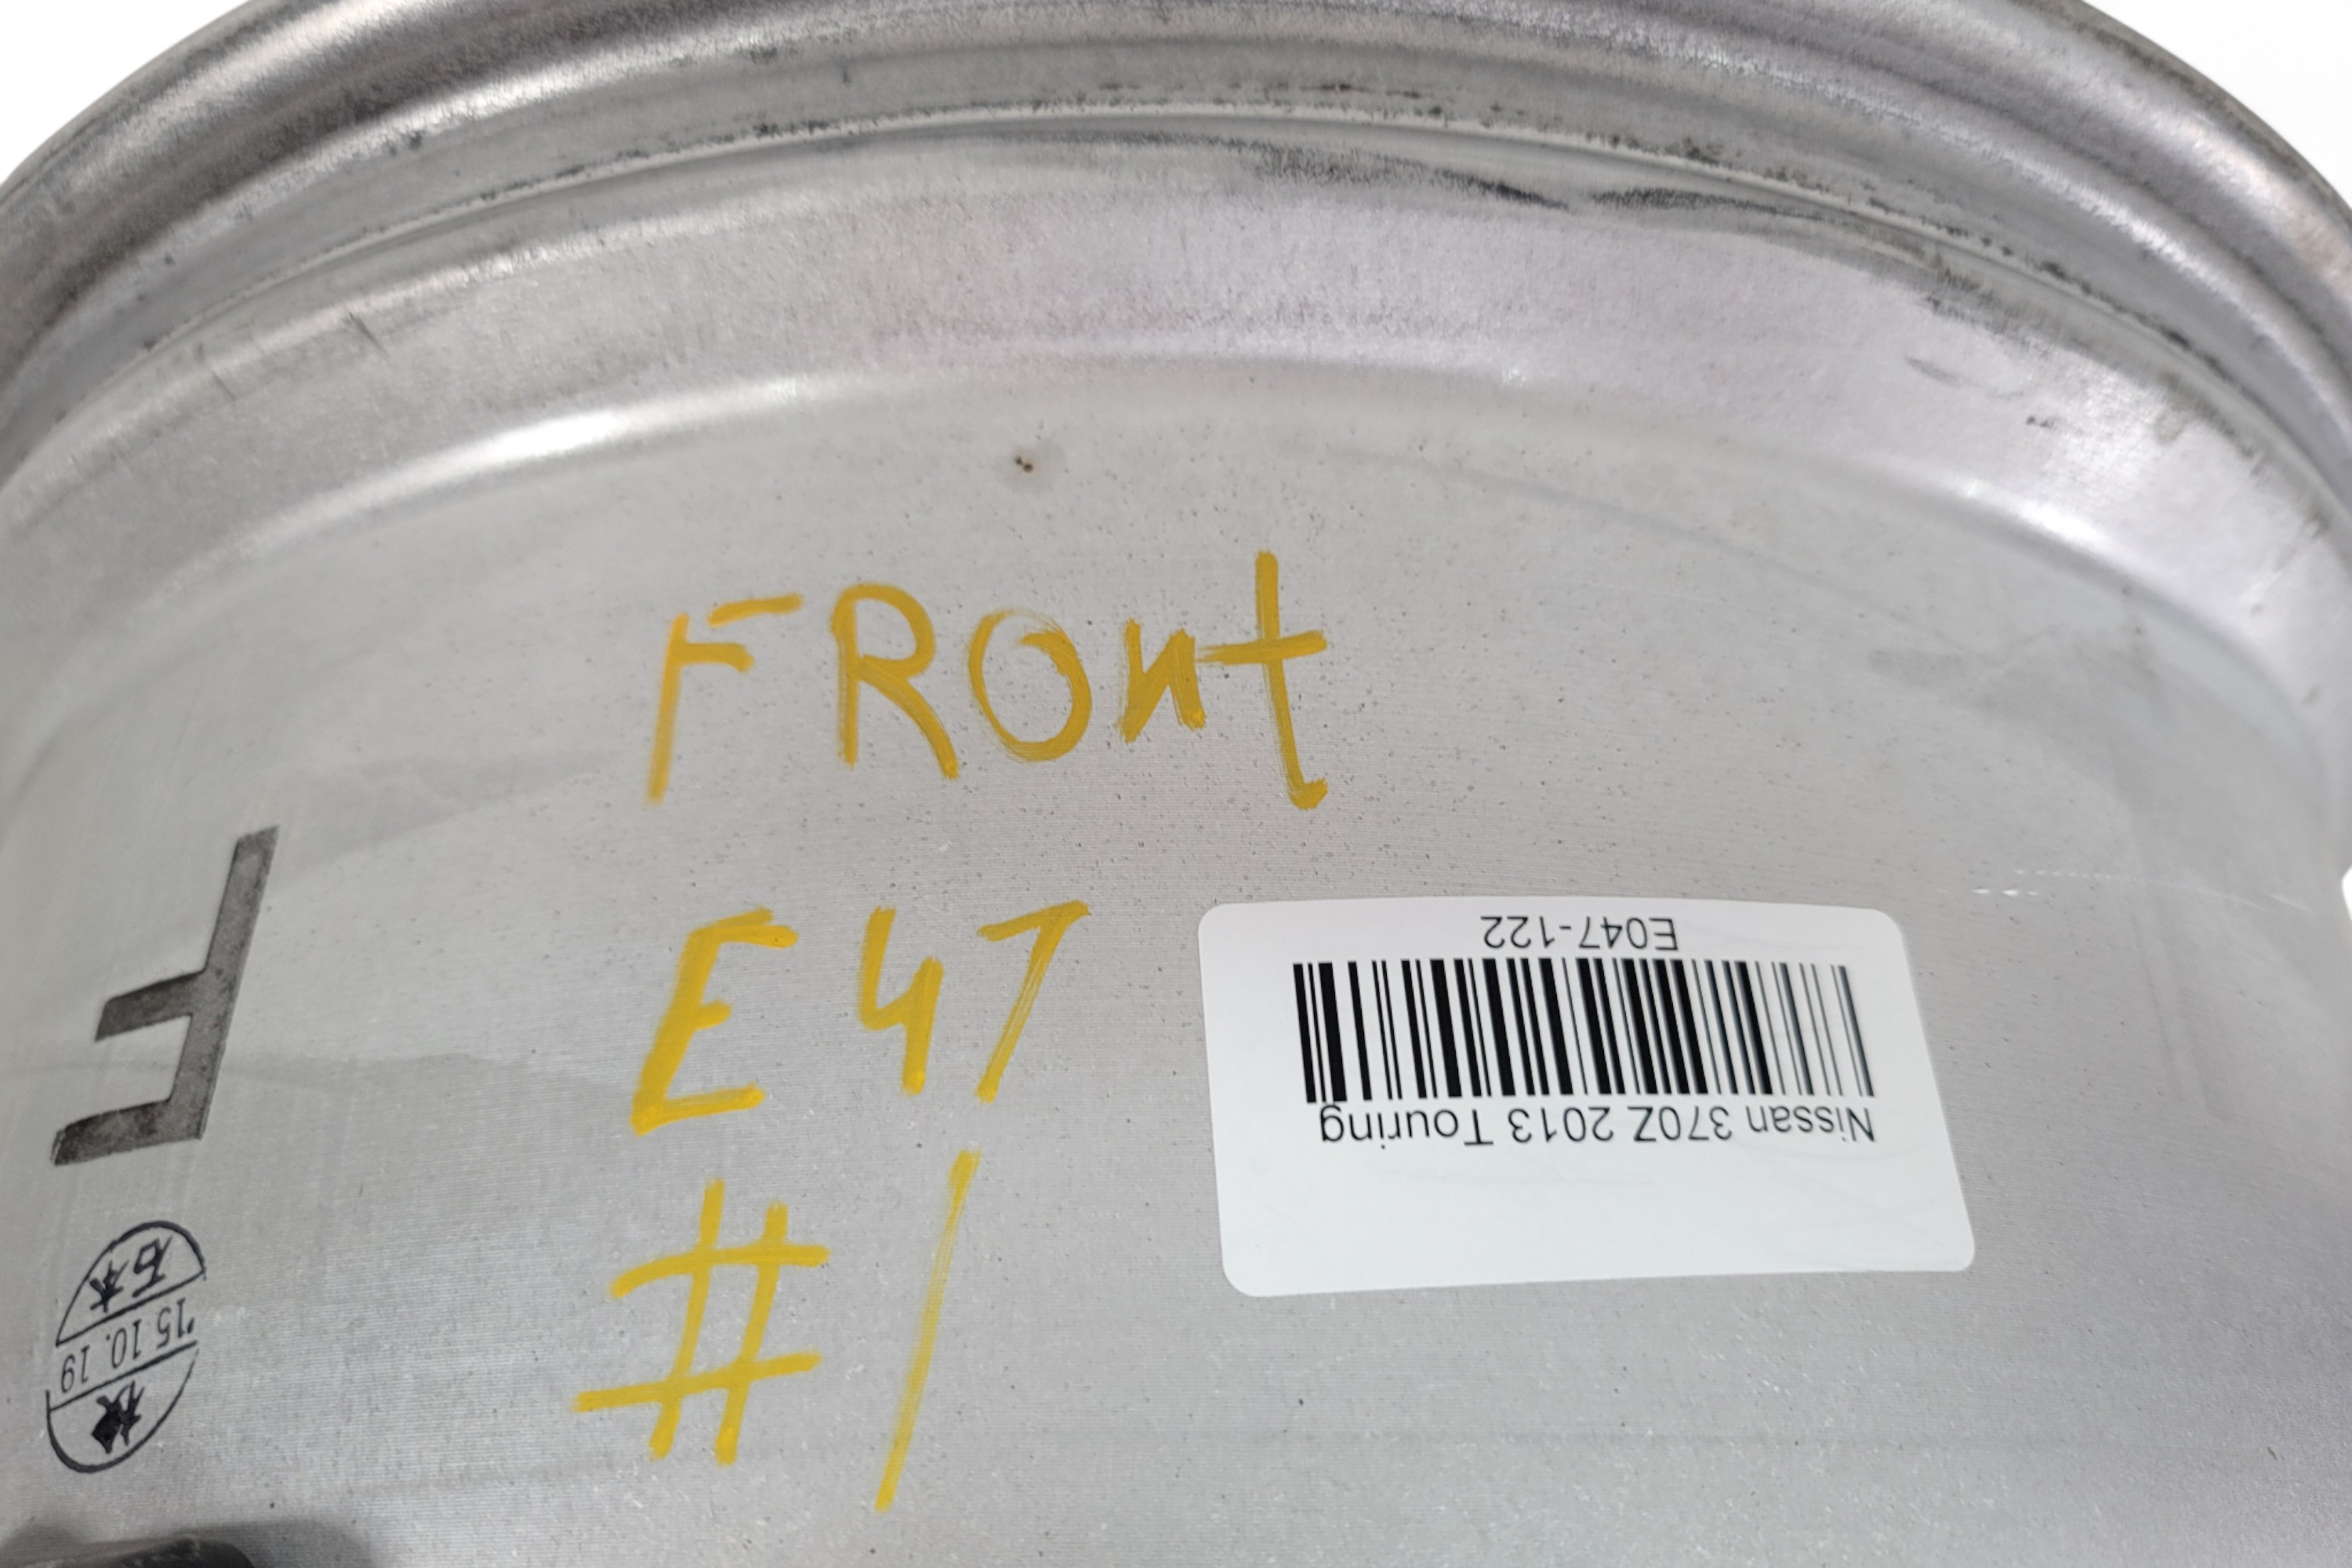 FROnt
E47
#1
E047-122
Nissan 370Z 2013 Touring
F
'15.10.19